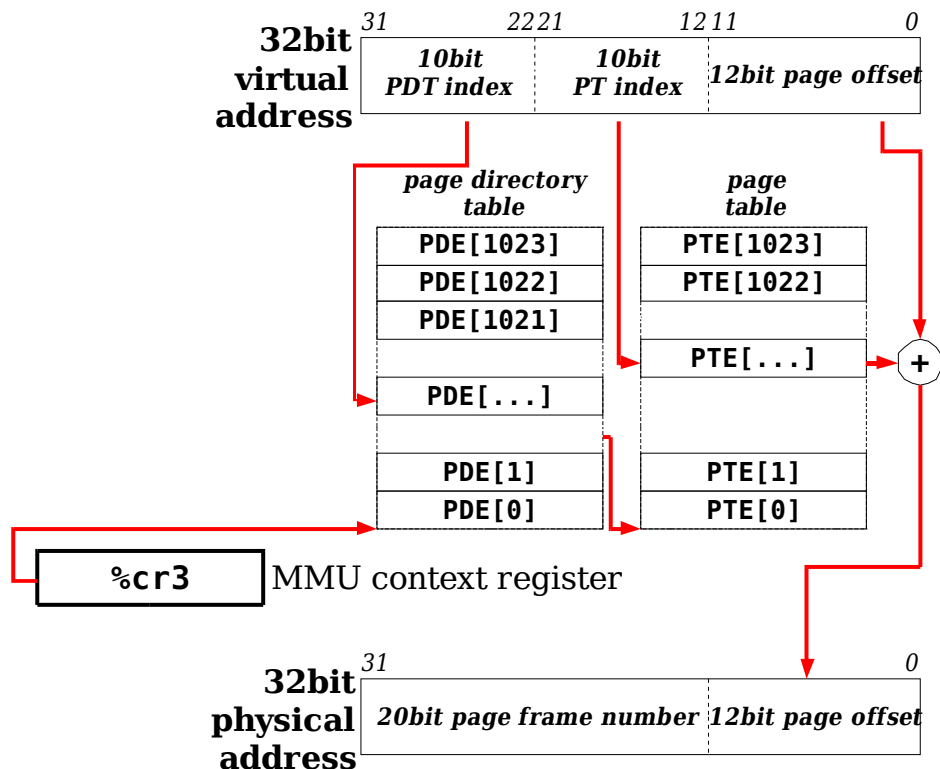 31 22 21 12 11 0
32bit
virtual
address
10bit
PDT index
10bit
PT index
12bit page offset
page directory
table
page
table
PDE[1023]
PDE[1022]
PDE[1021]
PDE[...]
PDE[1]
PDE[0]
PTE[1023]
PTE[1022]
PTE[...]
PTE[1]
PTE[0]
+
%cr3
MMU context register
31 0
32bit
physical
address
20bit page frame number
12bit page offset